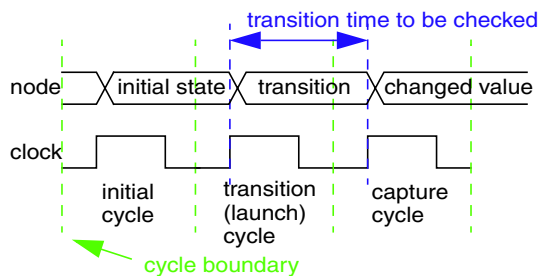 transition time to be checked
node
initial state
transition
changed value
clock
initial
cycle
transition
(launch)
cycle
capture
cycle
cycle boundary